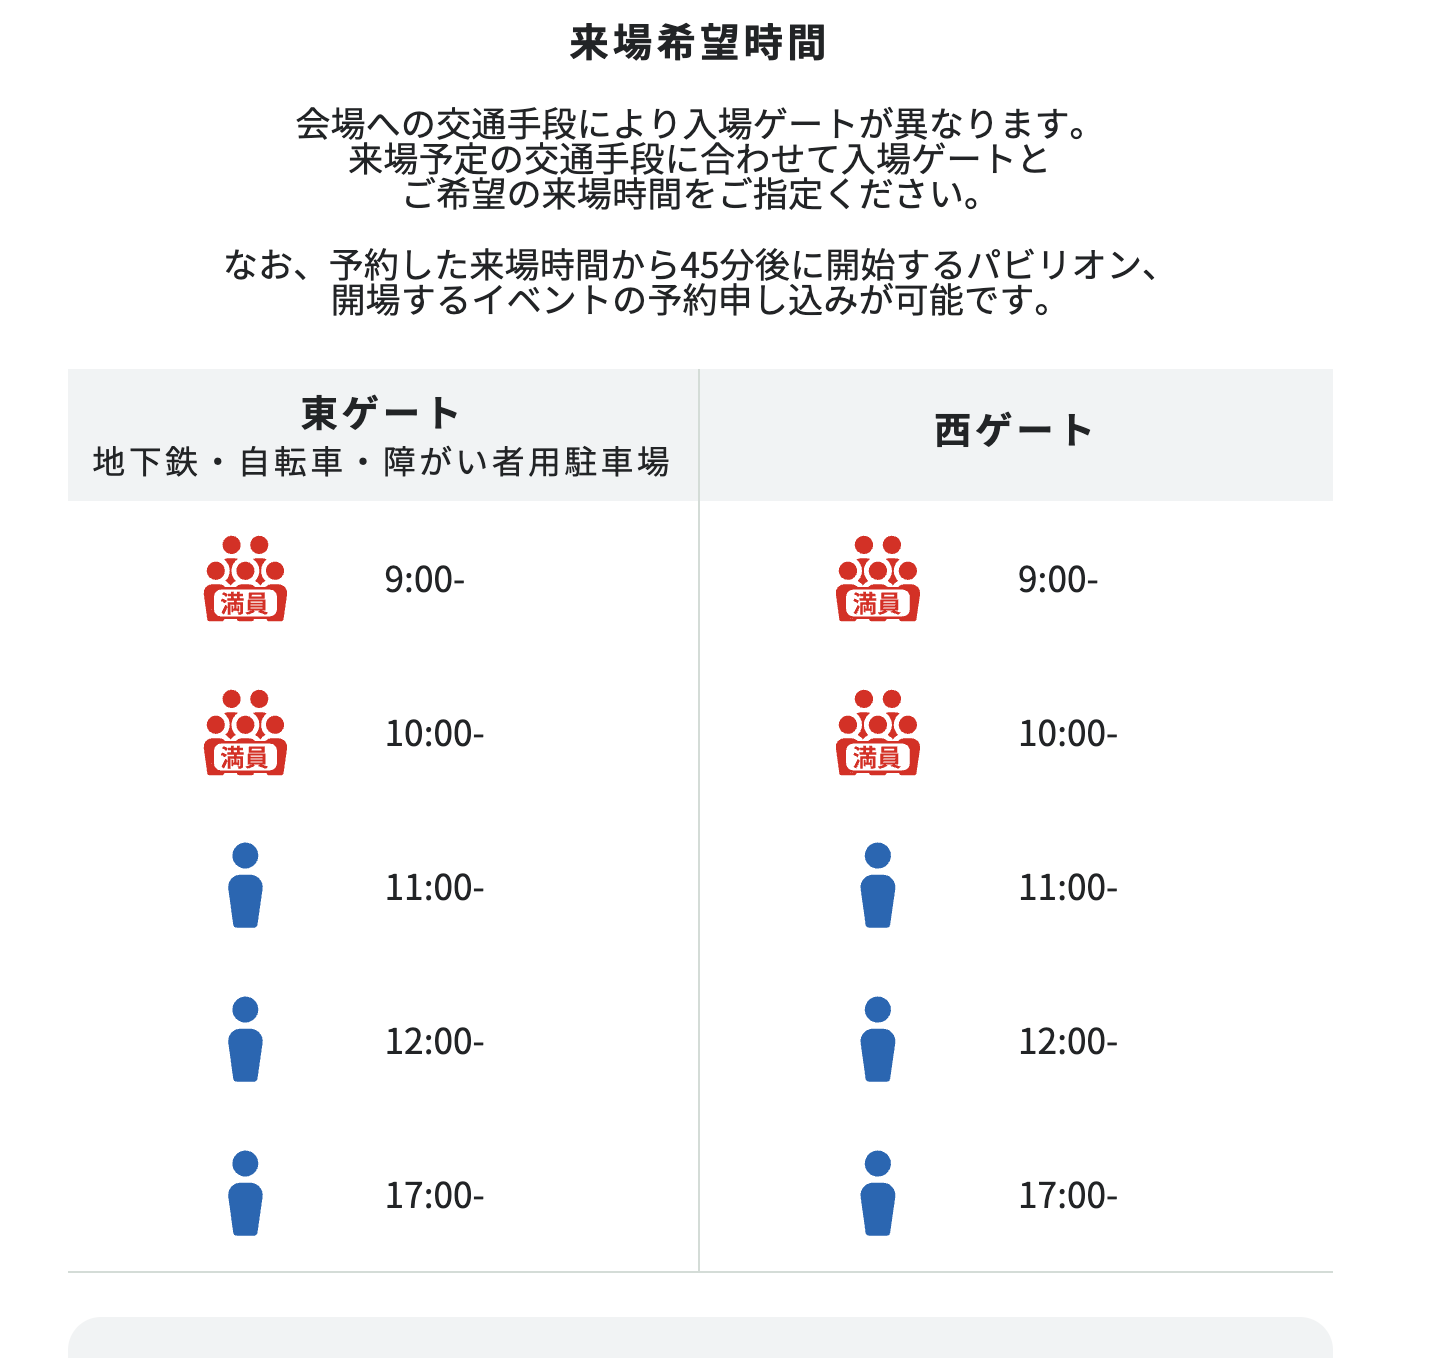 来場希望時間
会場への交通手段により入場ゲートが異なります。
来場予定の交通手段に合わせて入場ゲートと
ご希望の来場時間をご指定ください。
なお、予約した来場時間から45分後に開始するパビリオン、
開場するイベントの予約申し込みが可能です。
東ゲート
地下鉄・自転車・障がい者用駐車場
西ゲート
満員 9:00-
満員 9:00-
満員 10:00-
満員 10:00-
11:00-
11:00-
12:00-
12:00-
17:00-
17:00-